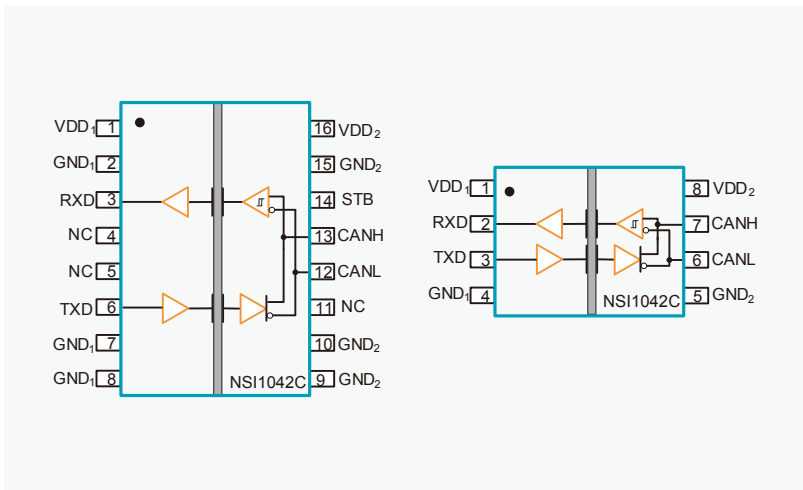 VDD₁ 1
GND₁ 2
RXD 3
NC 4
NC 5
TXD 6
GND₁ 7
GND₁ 8
16 VDD₂
15 GND₂
14 STB
13 CANH
12 CANL
11 NC
10 GND₂
9 GND₂
NSI1042C
VDD₁ 1
RXD 2
TXD 3
GND₁ 4
8 VDD₂
7 CANH
6 CANL
5 GND₂
NSI1042C